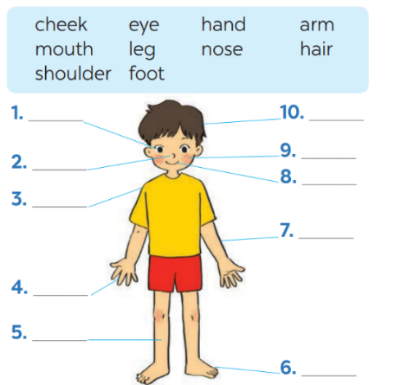 cheek eye hand arm
mouth leg nose hair
shoulder foot
1. ______ 10. ______
2. ______ 9. ______
3. ______ 8. ______
7. ______
4. ______
5. ______
6. ______